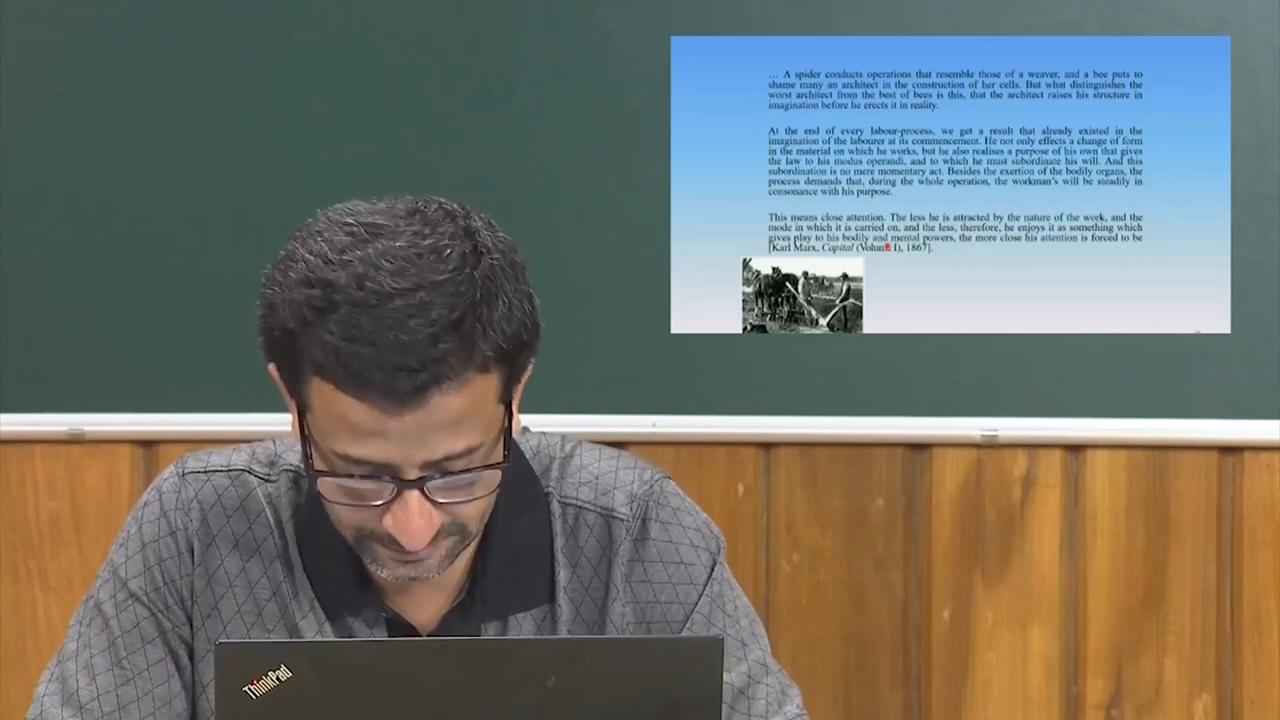 … A spider conducts operations that resemble those of a weaver, and a bee puts to
shame many an architect in the construction of her cells. But what distinguishes the
worst architect from the best of bees is this, that the architect raises his structure in
imagination before he erects it in reality.
At the end of every labour-process, we get a result that already existed in the
imagination of the labourer at its commencement. He not only effects a change of form
in the material on which he works, but he also realises a purpose of his own that gives
the law to his modus operandi, and to which he must subordinate his will. And this
subordination is no mere momentary act. Besides the exertion of the bodily organs, the
process demands that, during the whole operation, the workman's will be steadily in
consonance with his purpose.
This means close attention. The less he is attracted by the nature of the work, and the
mode in which it is carried on, and the less, therefore, he enjoys it as something which
gives play to his bodily and mental powers, the more close his attention is forced to be
[Karl Marx, Capital (Volume I), 1867].
ThinkPad